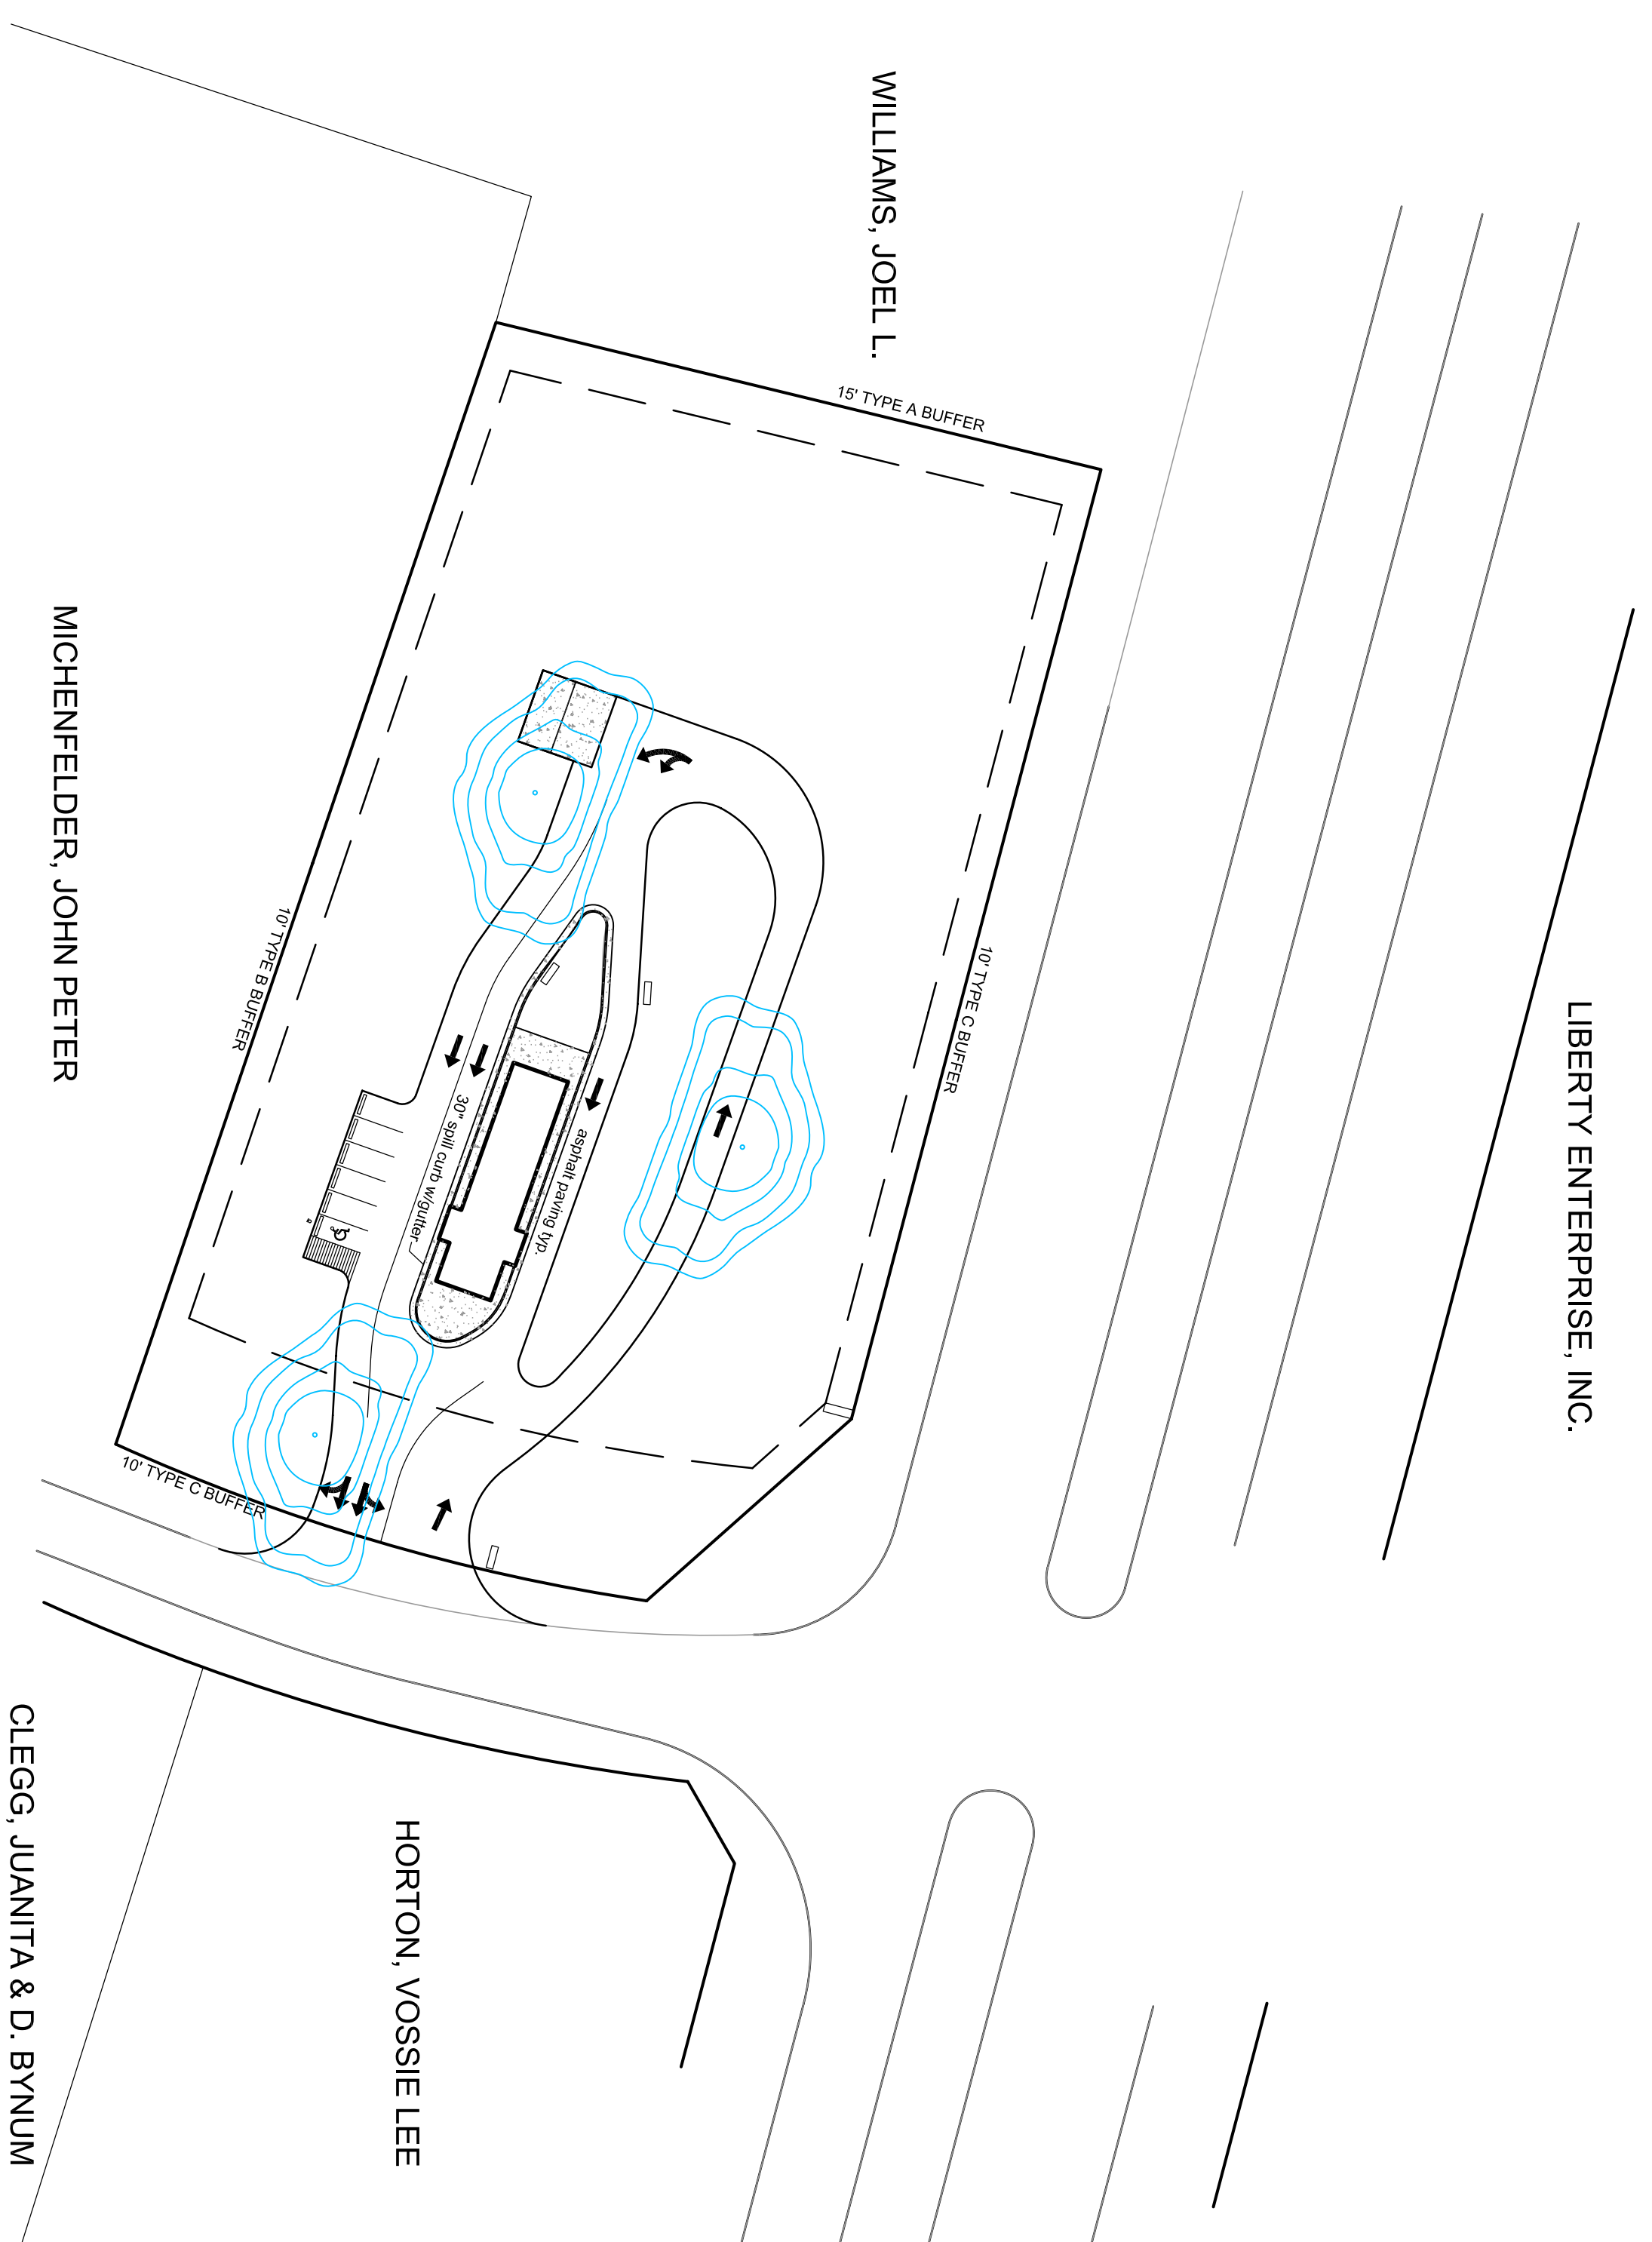 WILLIAMS, JOEL L.
15' TYPE A BUFFER
MICHENFELDER, JOHN PETER
10' TYPE B BUFFER
10' TYPE C BUFFER
LIBERTY ENTERPRISE, INC.
30" spill curb w/gutter
asphalt paving typ.
10' TYPE C BUFFER
CLEGG, JUANITA & D. BYNUM
HORTON, VOSSIE LEE